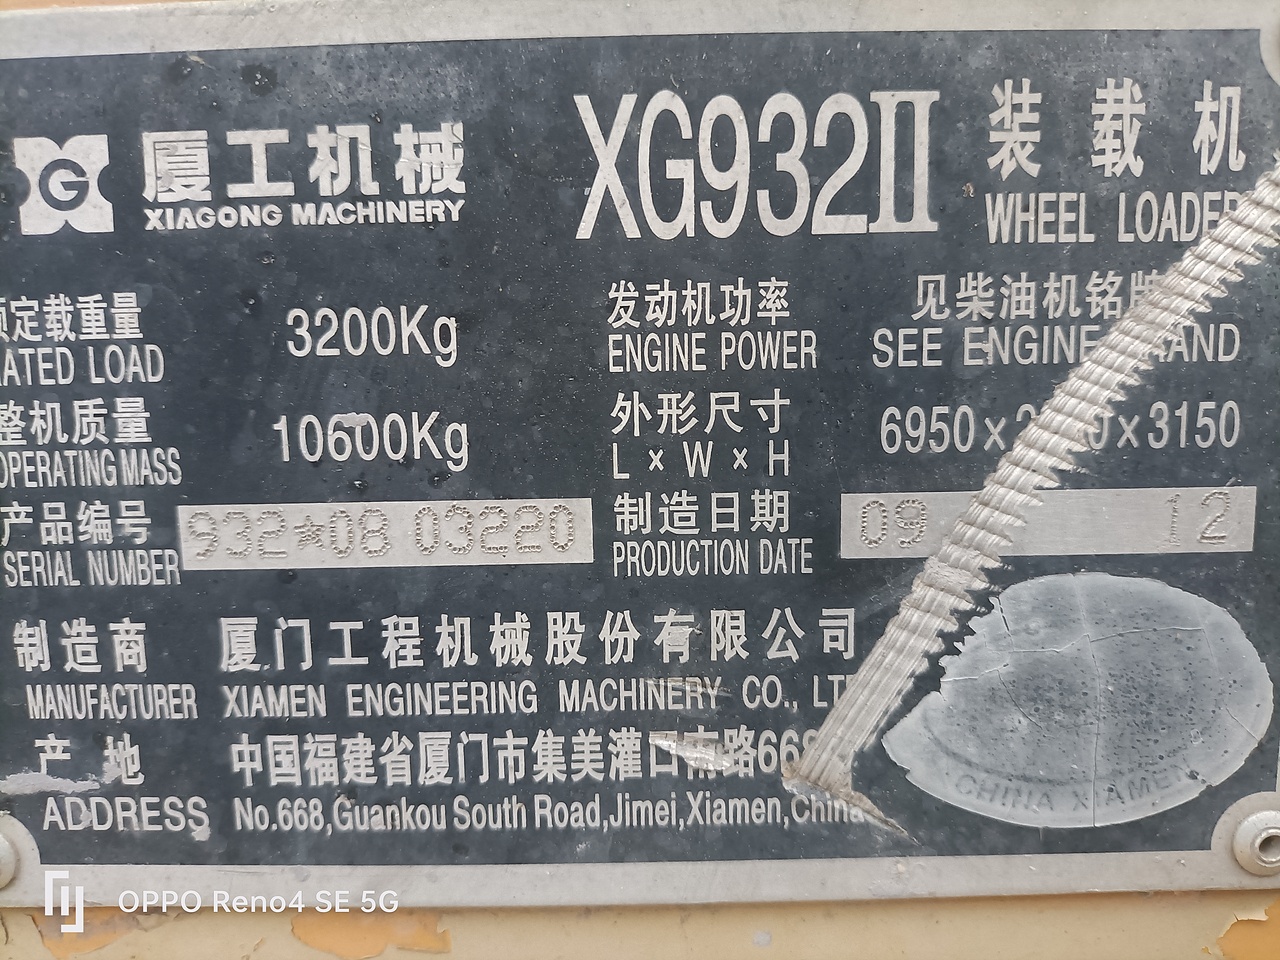 G 厦工机械
XIAGONG MACHINERY
XG932II 装载机
WHEEL LOADER
定载重量 3200Kg
RATED LOAD
发动机功率 见柴油机铭牌
ENGINE POWER SEE ENGINE
整机质量 10600Kg
OPERATING MASS
外形尺寸 6950× ×3150
L × W × H
产品编号 932★08 03220
SERIAL NUMBER
制造日期 09 12
PRODUCTION DATE
制造商 厦门工程机械股份有限公司
MANUFACTURER XIAMEN ENGINEERING MACHINERY CO., LT
产地 中国福建省厦门市集美灌口南路668
ADDRESS No.668,Guankou South Road,Jimei,Xiamen,China
CHINA XIAME
OPPO Reno4 SE 5G